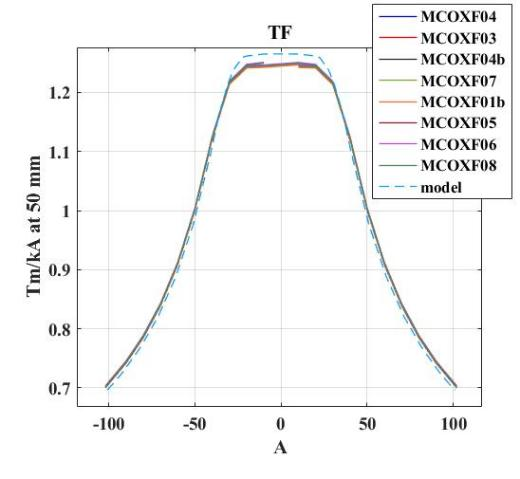 TF
MCOXF04
MCOXF03
MCOXF04b
MCOXF07
MCOXF01b
MCOXF05
MCOXF06
MCOXF08
model
Tm/kA at 50 mm
1.2
1.1
1
0.9
0.8
0.7
-100 -50 0 50 100
A